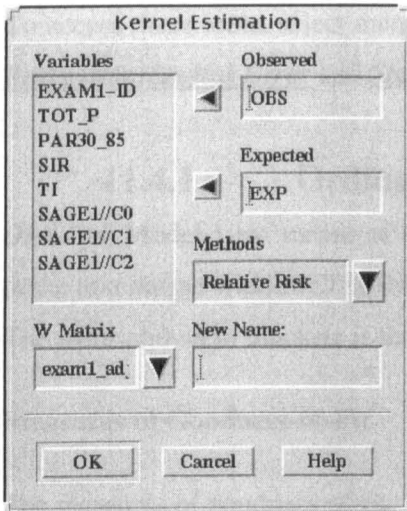 Kernel Estimation
Variables
EXAM1-ID
TOT_P
PAR30_85
SIR
TI
SAGE1//C0
SAGE1//C1
SAGE1//C2
Observed
OBS
Expected
EXP
Methods
Relative Risk
W Matrix
exam1_ad
New Name:
OK
Cancel
Help